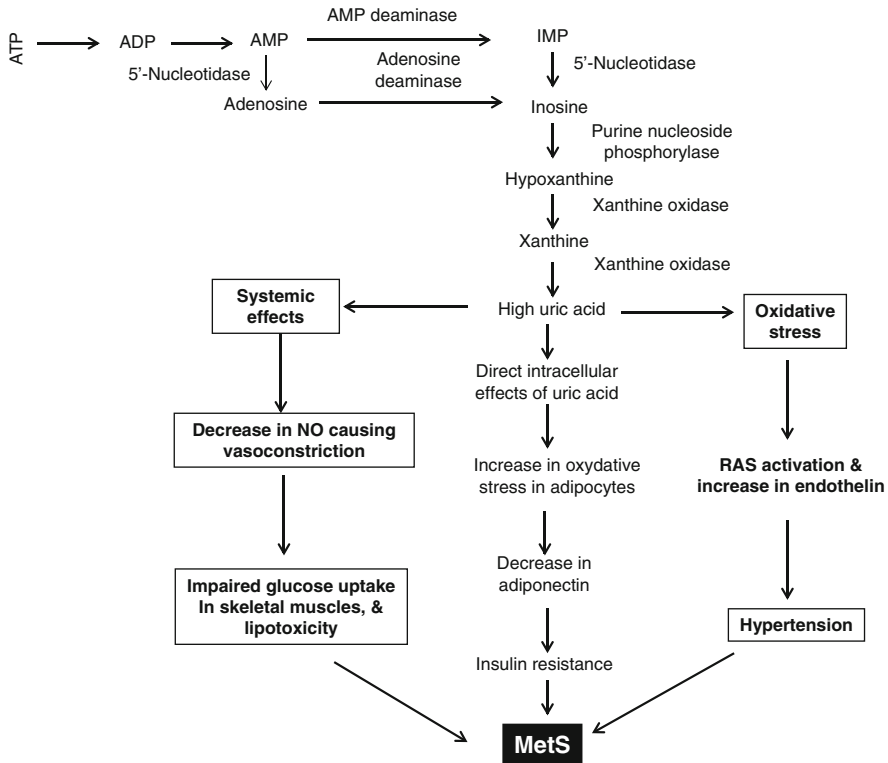 AMP deaminase
ATP
ADP
AMP
IMP
5'-Nucleotidase
Adenosine
deaminase
5'-Nucleotidase
Adenosine
Inosine
Purine nucleoside
phosphorylase
Hypoxanthine
Xanthine oxidase
Xanthine
Xanthine oxidase
Systemic
effects
High uric acid
Oxidative
stress
Direct intracellular
effects of uric acid
Decrease in NO causing
vasoconstriction
Increase in oxydative
stress in adipocytes
RAS activation &
increase in endothelin
Impaired glucose uptake
In skeletal muscles, &
lipotoxicity
Decrease in
adiponectin
Hypertension
Insulin resistance
MetS